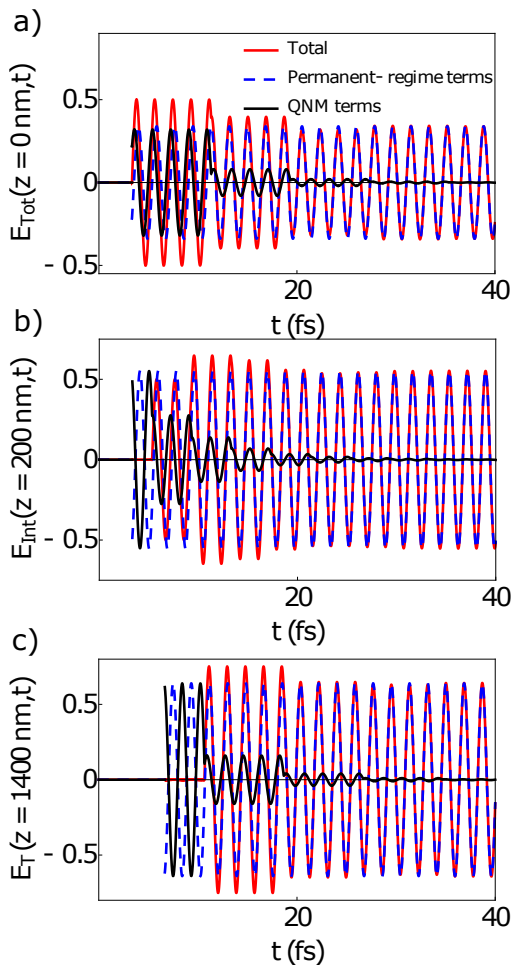 a)
Total
Permanent- regime terms
QNM terms
E_Tot(z = 0 nm,t)
0.5
0
- 0.5
20
40
t (fs)
b)
E_Int(z = 200 nm,t)
0.5
0
- 0.5
20
40
t (fs)
c)
E_T(z = 1400 nm,t)
0.5
0
- 0.5
20
40
t (fs)